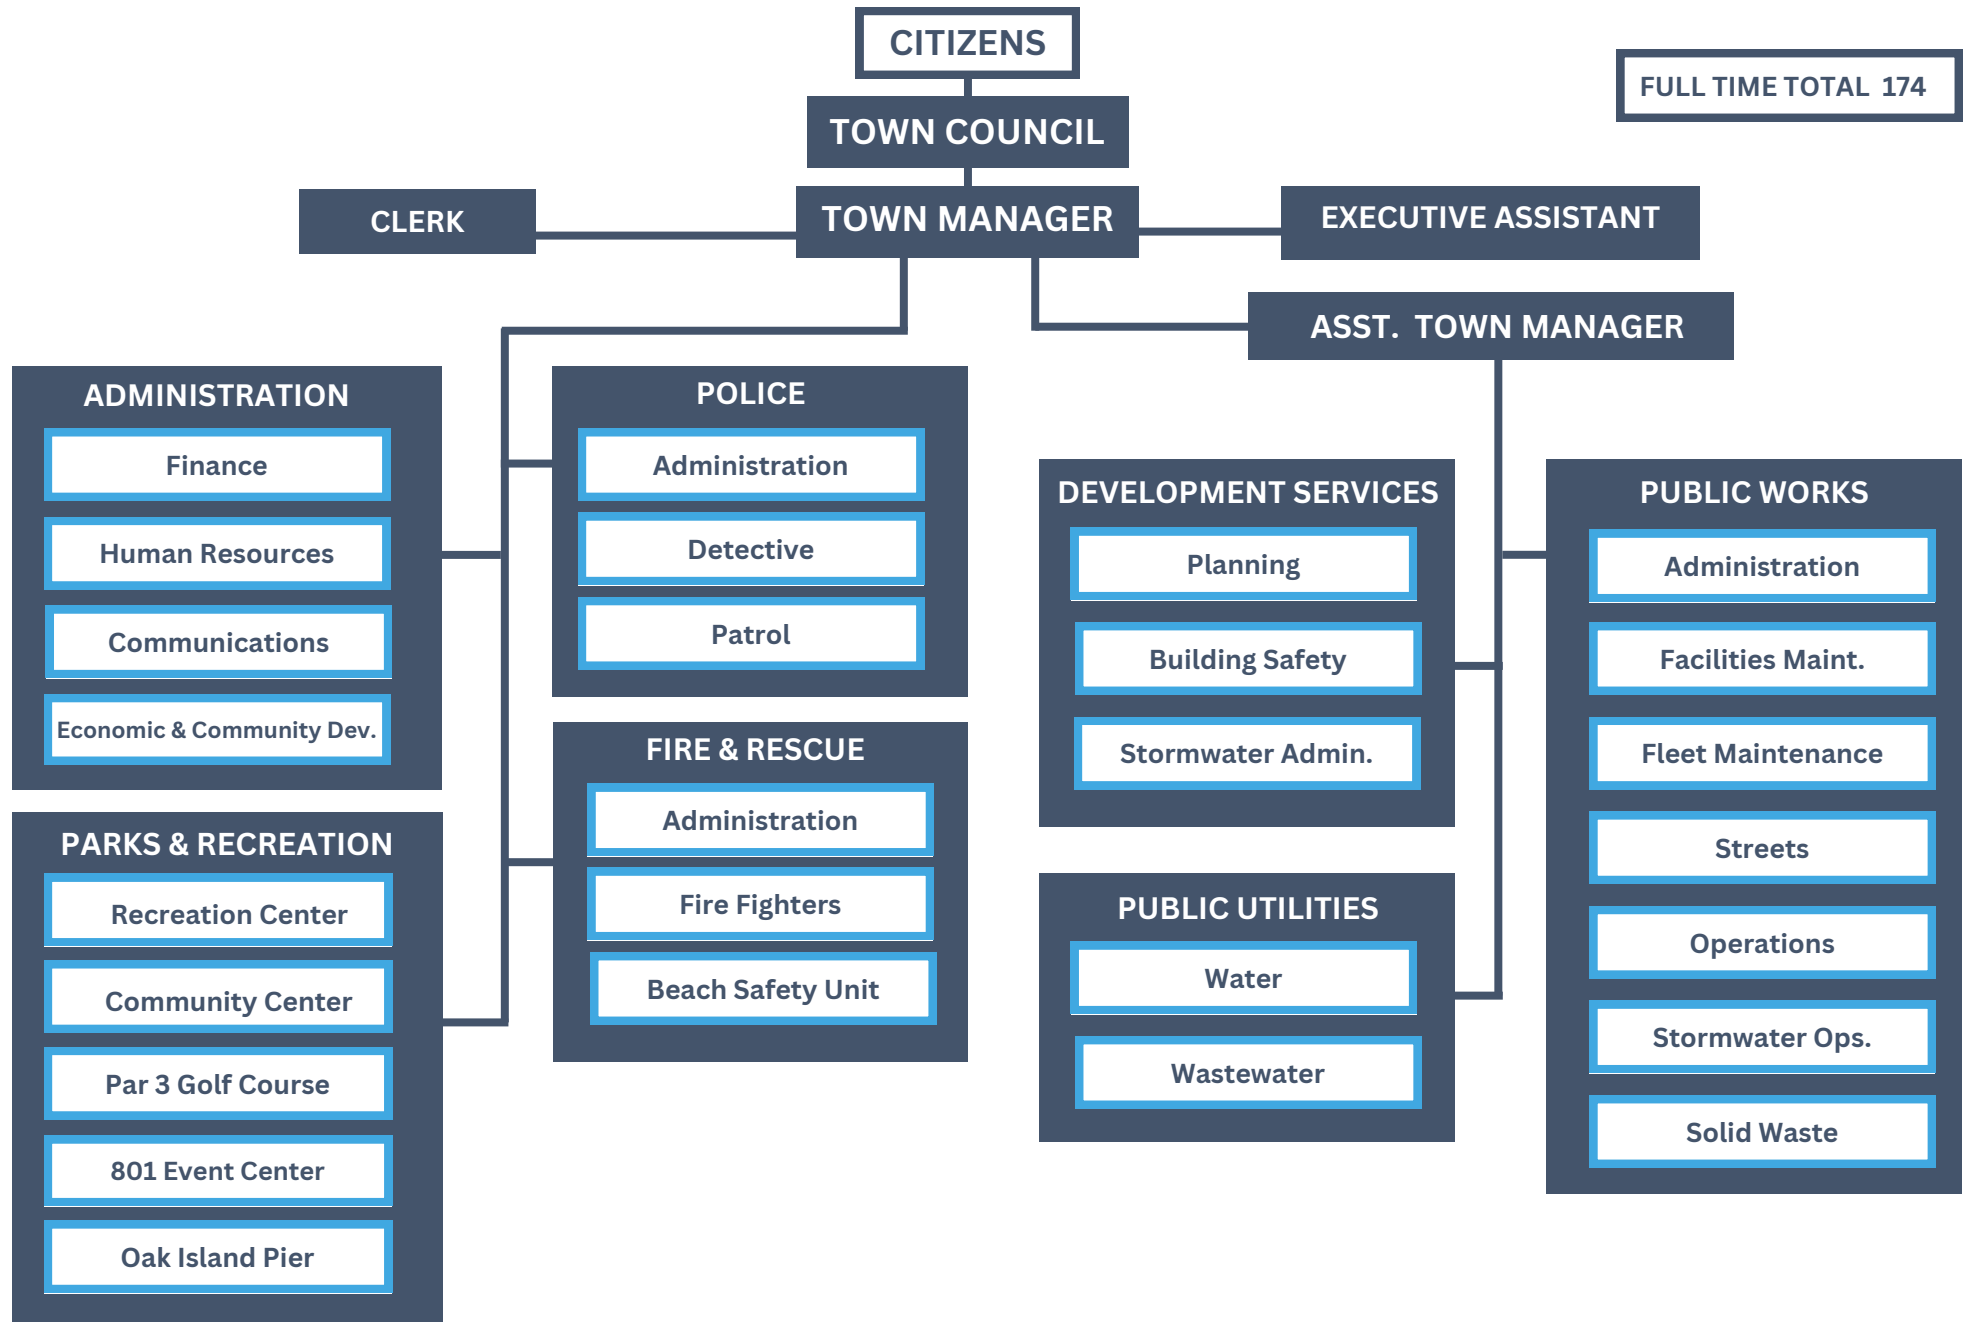 CITIZENS
FULL TIME TOTAL 174
TOWN COUNCIL
CLERK
TOWN MANAGER
EXECUTIVE ASSISTANT
ASST. TOWN MANAGER
ADMINISTRATION
Finance
Human Resources
Communications
Economic & Community Dev.
PARKS & RECREATION
Recreation Center
Community Center
Par 3 Golf Course
801 Event Center
Oak Island Pier
POLICE
Administration
Detective
Patrol
FIRE & RESCUE
Administration
Fire Fighters
Beach Safety Unit
DEVELOPMENT SERVICES
Planning
Building Safety
Stormwater Admin.
PUBLIC UTILITIES
Water
Wastewater
PUBLIC WORKS
Administration
Facilities Maint.
Fleet Maintenance
Streets
Operations
Stormwater Ops.
Solid Waste